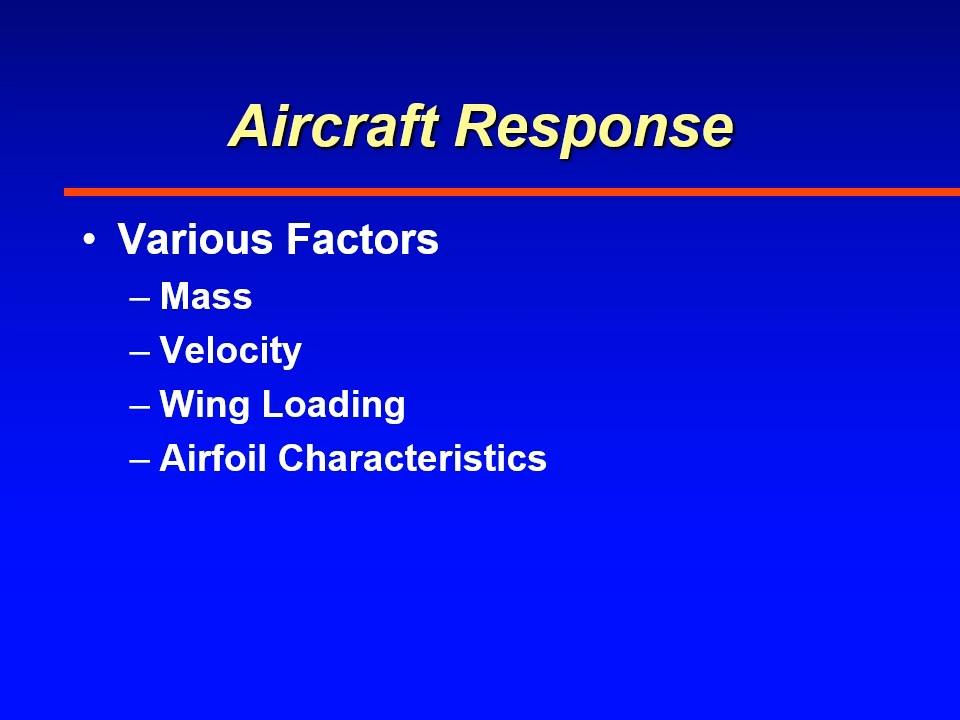 Aircraft Response
• Various Factors
– Mass
– Velocity
– Wing Loading
– Airfoil Characteristics